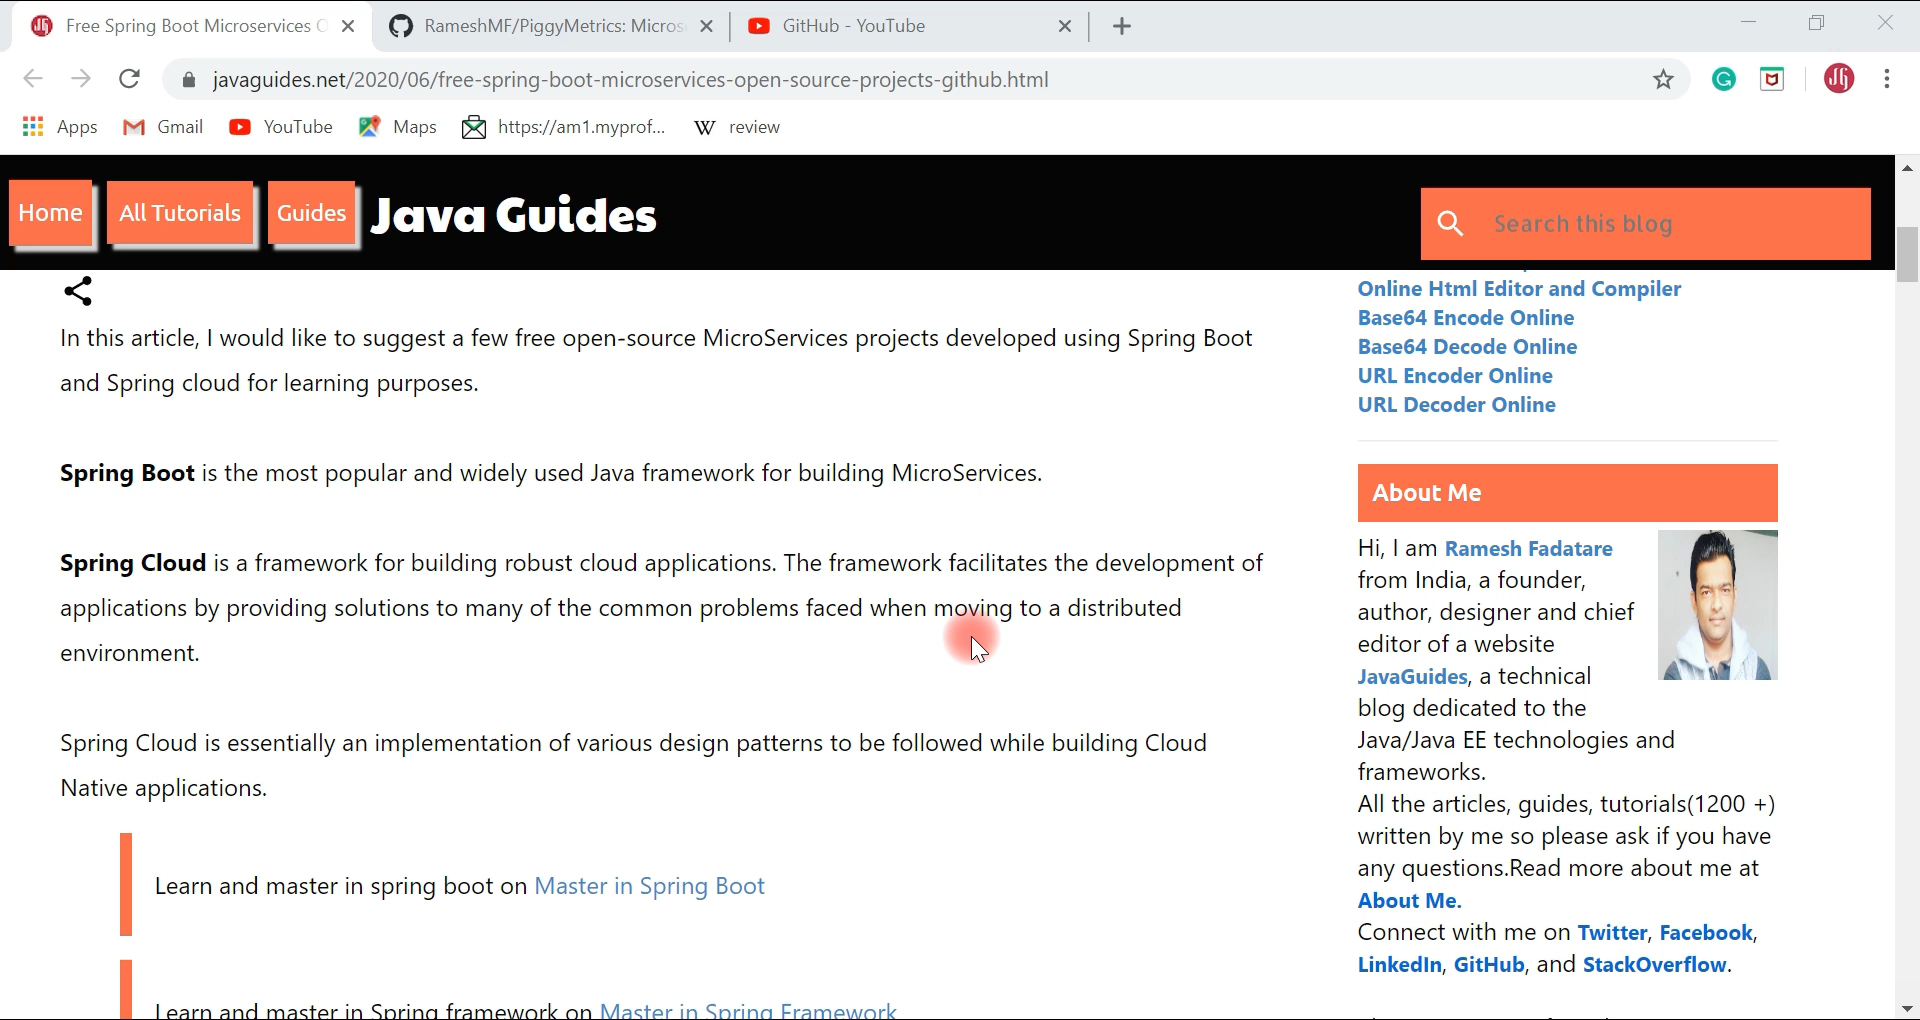 Free Spring Boot Microservices O
RameshMF/PiggyMetrics: Micros
GitHub - YouTube
javaguides.net/2020/06/free-spring-boot-microservices-open-source-projects-github.html
Apps
Gmail
YouTube
Maps
https://am1.myprof...
W review
Home
All Tutorials
Guides
Java Guides
Search this blog
In this article, I would like to suggest a few free open-source MicroServices projects developed using Spring Boot
and Spring cloud for learning purposes.
Spring Boot is the most popular and widely used Java framework for building MicroServices.
Spring Cloud is a framework for building robust cloud applications. The framework facilitates the development of
applications by providing solutions to many of the common problems faced when moving to a distributed
environment.
Spring Cloud is essentially an implementation of various design patterns to be followed while building Cloud
Native applications.
Learn and master in spring boot on Master in Spring Boot
Learn and master in Spring framework on Master in Spring Framework
Online Html Editor and Compiler
Base64 Encode Online
Base64 Decode Online
URL Encoder Online
URL Decoder Online
About Me
Hi, I am Ramesh Fadatare
from India, a founder,
author, designer and chief
editor of a website
JavaGuides, a technical
blog dedicated to the
Java/Java EE technologies and
frameworks.
All the articles, guides, tutorials(1200 +)
written by me so please ask if you have
any questions.Read more about me at
About Me.
Connect with me on Twitter, Facebook,
LinkedIn, GitHub, and StackOverflow.